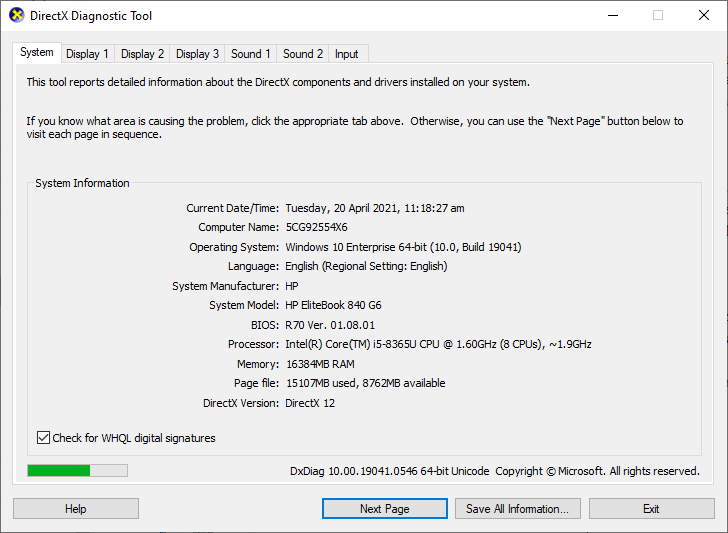 DirectX Diagnostic Tool
System Display 1 Display 2 Display 3 Sound 1 Sound 2 Input
This tool reports detailed information about the DirectX components and drivers installed on your system.
If you know what area is causing the problem, click the appropriate tab above. Otherwise, you can use the "Next Page" button below to
visit each page in sequence.
System Information
Current Date/Time: Tuesday, 20 April 2021, 11:18:27 am
Computer Name: 5CG92554X6
Operating System: Windows 10 Enterprise 64-bit (10.0, Build 19041)
Language: English (Regional Setting: English)
System Manufacturer: HP
System Model: HP EliteBook 840 G6
BIOS: R70 Ver. 01.08.01
Processor: Intel(R) Core(TM) i5-8365U CPU @ 1.60GHz (8 CPUs), ~1.9GHz
Memory: 16384MB RAM
Page file: 15107MB used, 8762MB available
DirectX Version: DirectX 12
Check for WHQL digital signatures
DxDiag 10.00.19041.0546 64-bit Unicode Copyright © Microsoft. All rights reserved.
Help Next Page Save All Information... Exit